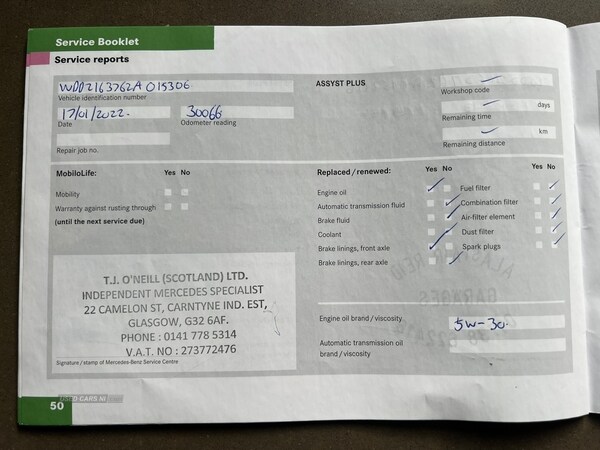 Service Booklet
Service reports
WDD2163762A015306
Vehicle identification number
17/01/2022.
30066
Date
Odometer reading
Repair job no.
ASSYST PLUS
Workshop code
days
Remaining time
km
Remaining distance
MobiloLife: Yes No
Mobility
Warranty against rusting through
(until the next service due)
Replaced / renewed: Yes No Yes No
Engine oil
Fuel filter
Automatic transmission fluid
Combination filter
Brake fluid
Air-filter element
Coolant
Dust filter
Brake linings, front axle
Spark plugs
Brake linings, rear axle
T.J. O'NEILL (SCOTLAND) LTD.
INDEPENDENT MERCEDES SPECIALIST
22 CAMELON ST, CARNTYNE IND. EST,
GLASGOW, G32 6AF.
PHONE : 0141 778 5314
V.A.T. NO : 273772476
Signature / stamp of Mercedes-Benz Service Centre
Engine oil brand / viscosity
5W-30.
Automatic transmission oil
brand / viscosity
50